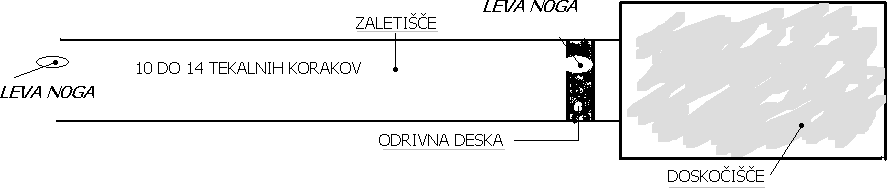 LEVA NOGA
ZALETIŠČE
10 DO 14 TEKALNIH KORAKOV
LEVA NOGA
ODRIVNA DESKA
DOSKOČIŠČE